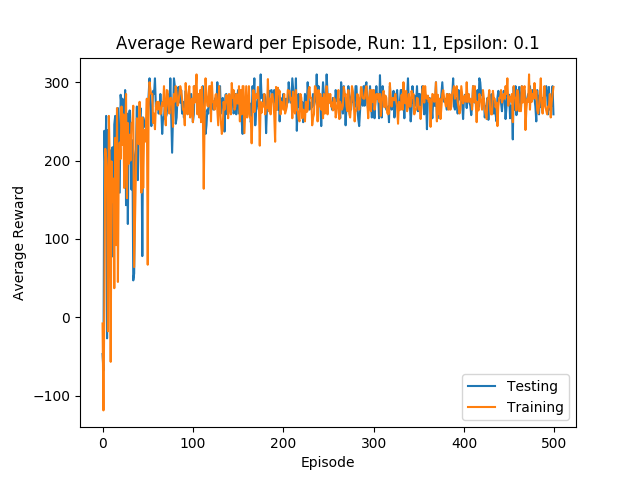 Average Reward per Episode, Run: 11, Epsilon: 0.1
300
200
100
0
−100
Average Reward
0
100
200
300
400
500
Episode
Testing
Training